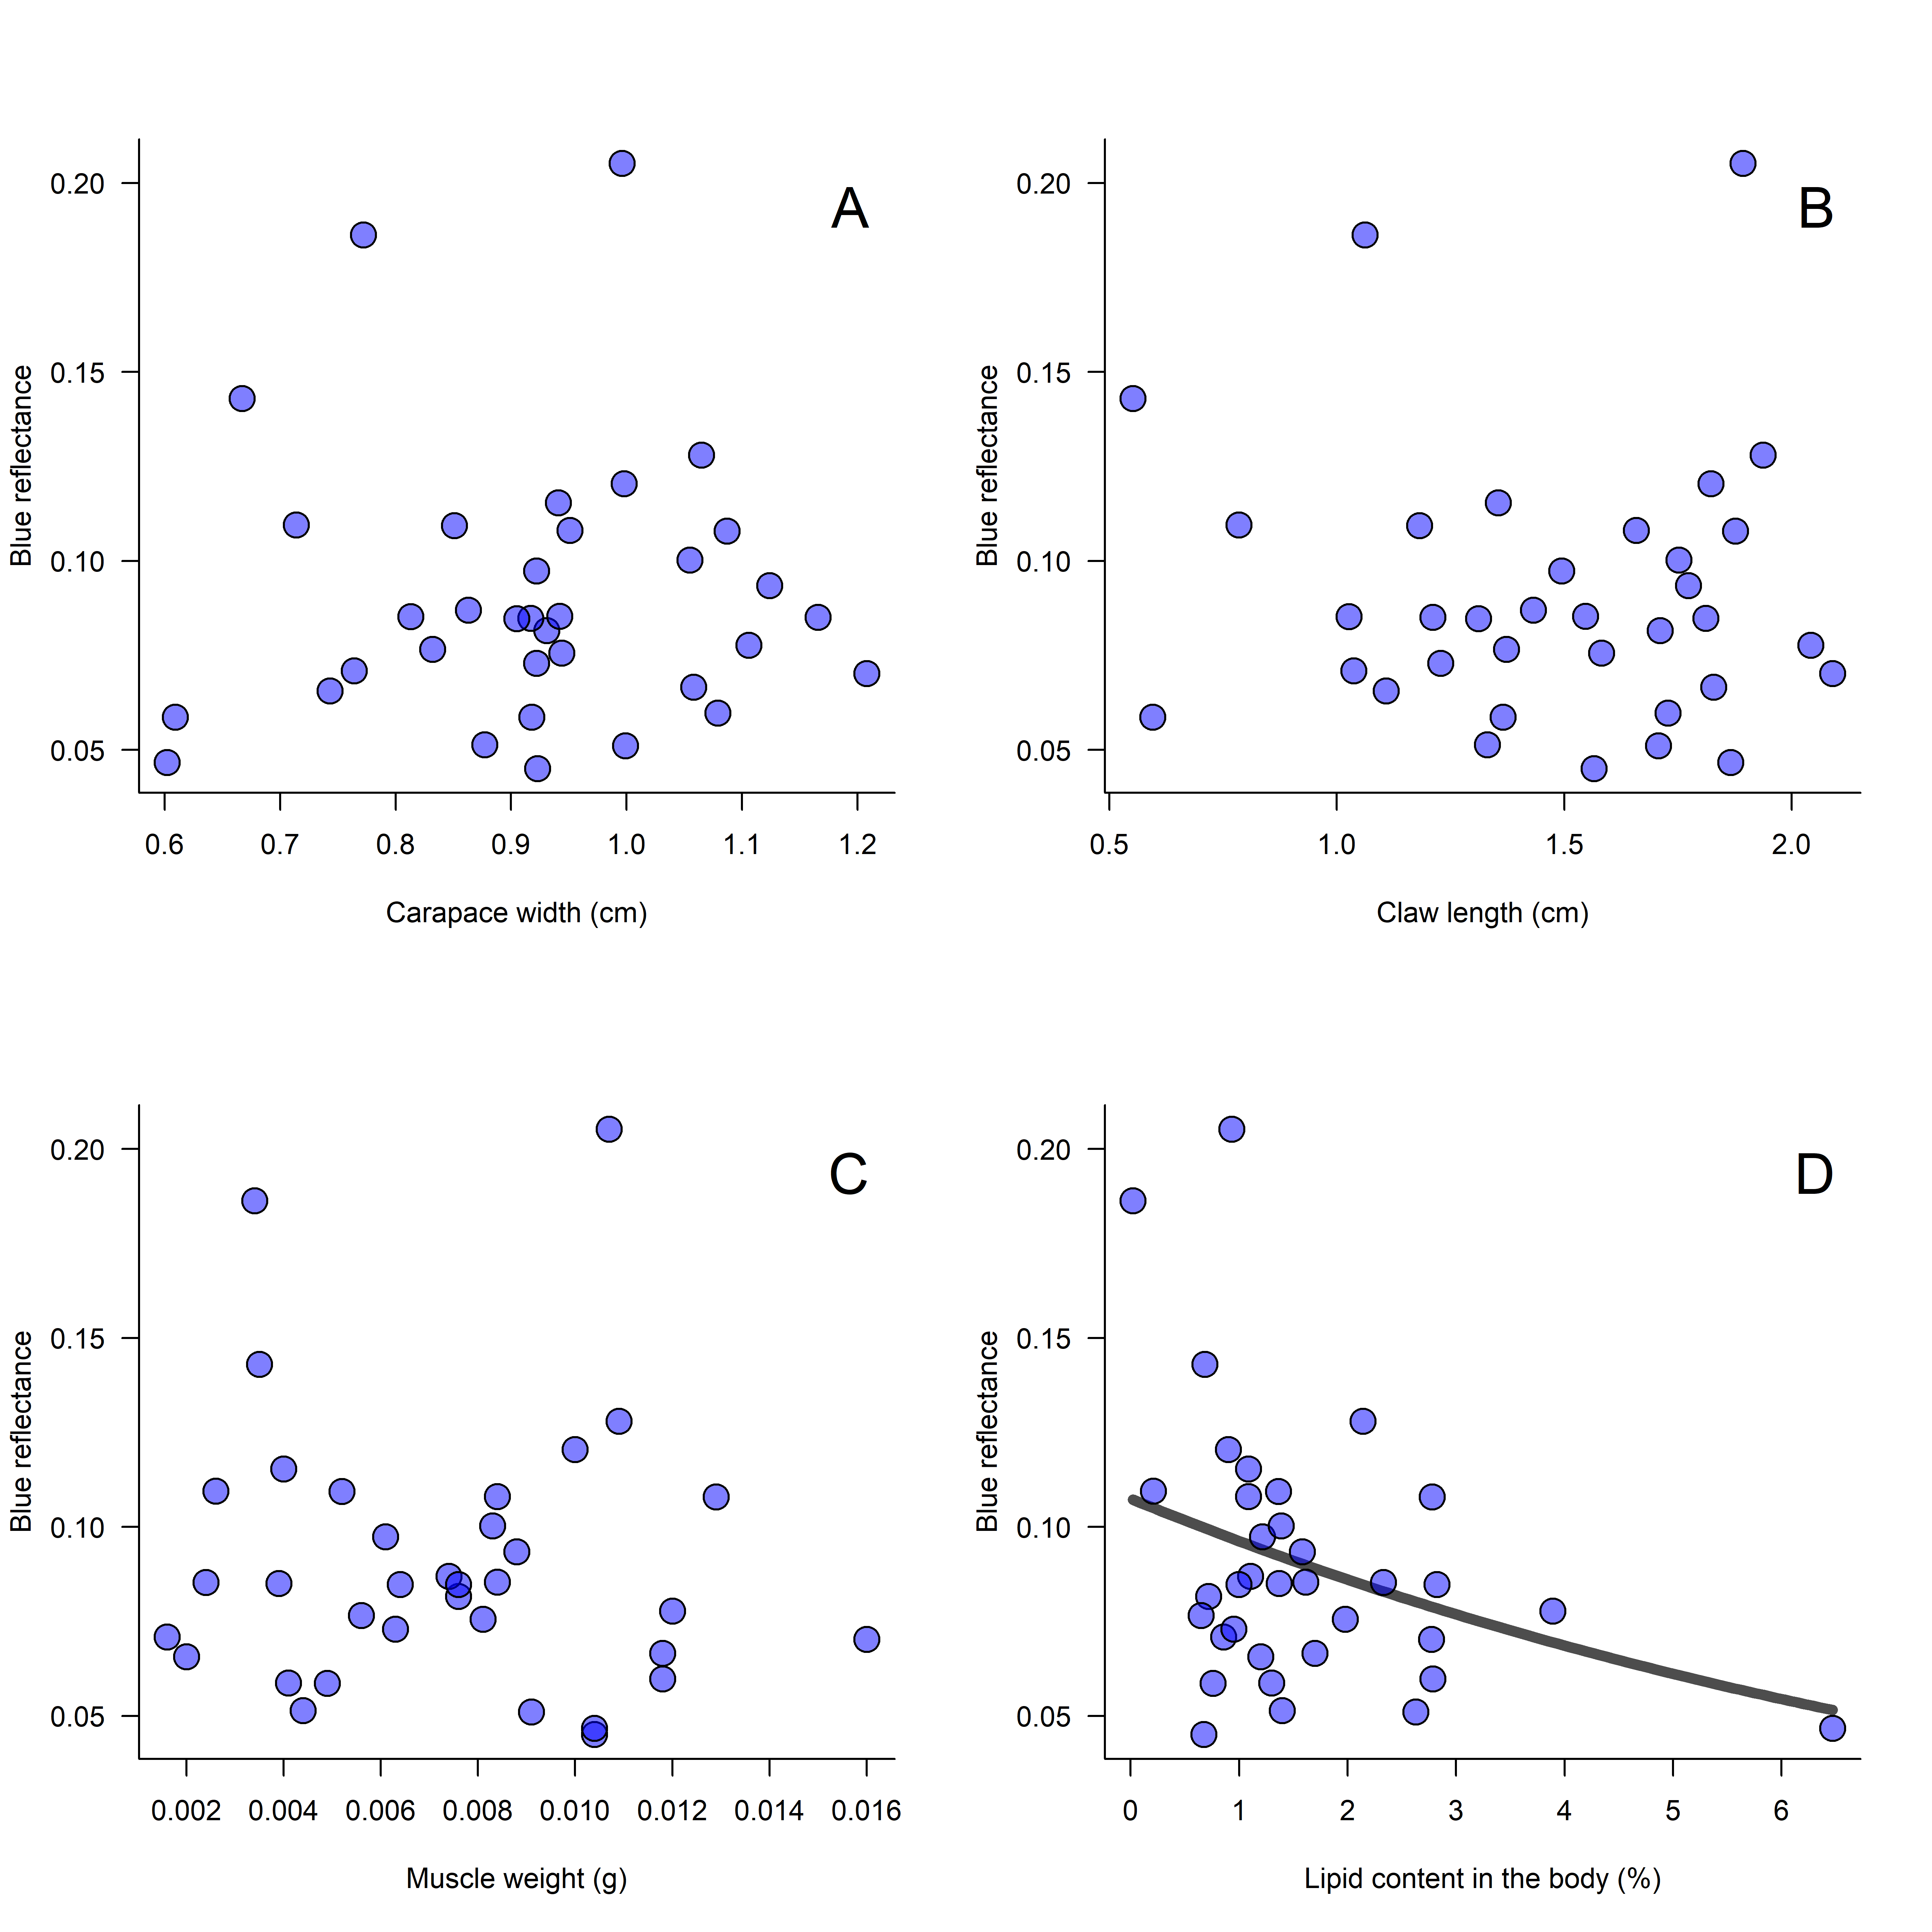 A
Blue reflectance
0.20
0.15
0.10
0.05
0.6 0.7 0.8 0.9 1.0 1.1 1.2
Carapace width (cm)
B
Blue reflectance
0.20
0.15
0.10
0.05
0.5 1.0 1.5 2.0
Claw length (cm)
C
Blue reflectance
0.20
0.15
0.10
0.05
0.002 0.004 0.006 0.008 0.010 0.012 0.014 0.016
Muscle weight (g)
D
Blue reflectance
0.20
0.15
0.10
0.05
0 1 2 3 4 5 6
Lipid content in the body (%)